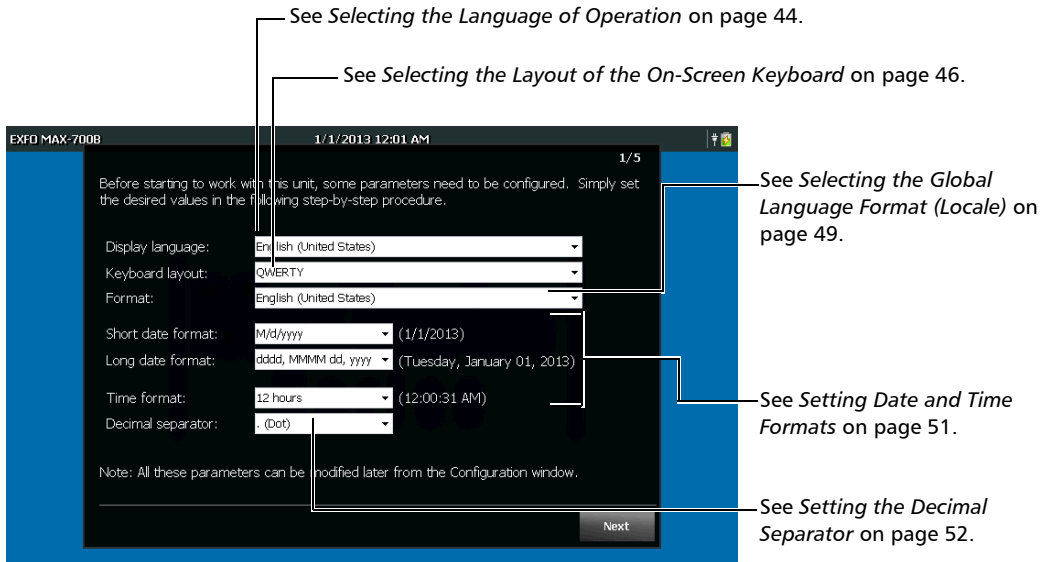 See Selecting the Language of Operation on page 44.
See Selecting the Layout of the On-Screen Keyboard on page 46.
EXFO MAX-700B 1/1/2013 12:01 AM
1/5
Before starting to work with this unit, some parameters need to be configured. Simply set
the desired values in the following step-by-step procedure.
Display language: English (United States)
Keyboard layout: QWERTY
Format: English (United States)
Short date format: M/d/yyyy (1/1/2013)
Long date format: dddd, MMMM dd, yyyy (Tuesday, January 01, 2013)
Time format: 12 hours (12:00:31 AM)
Decimal separator: . (Dot)
Note: All these parameters can be modified later from the Configuration window.
Next
See Selecting the Global
Language Format (Locale) on
page 49.
See Setting Date and Time
Formats on page 51.
See Setting the Decimal
Separator on page 52.